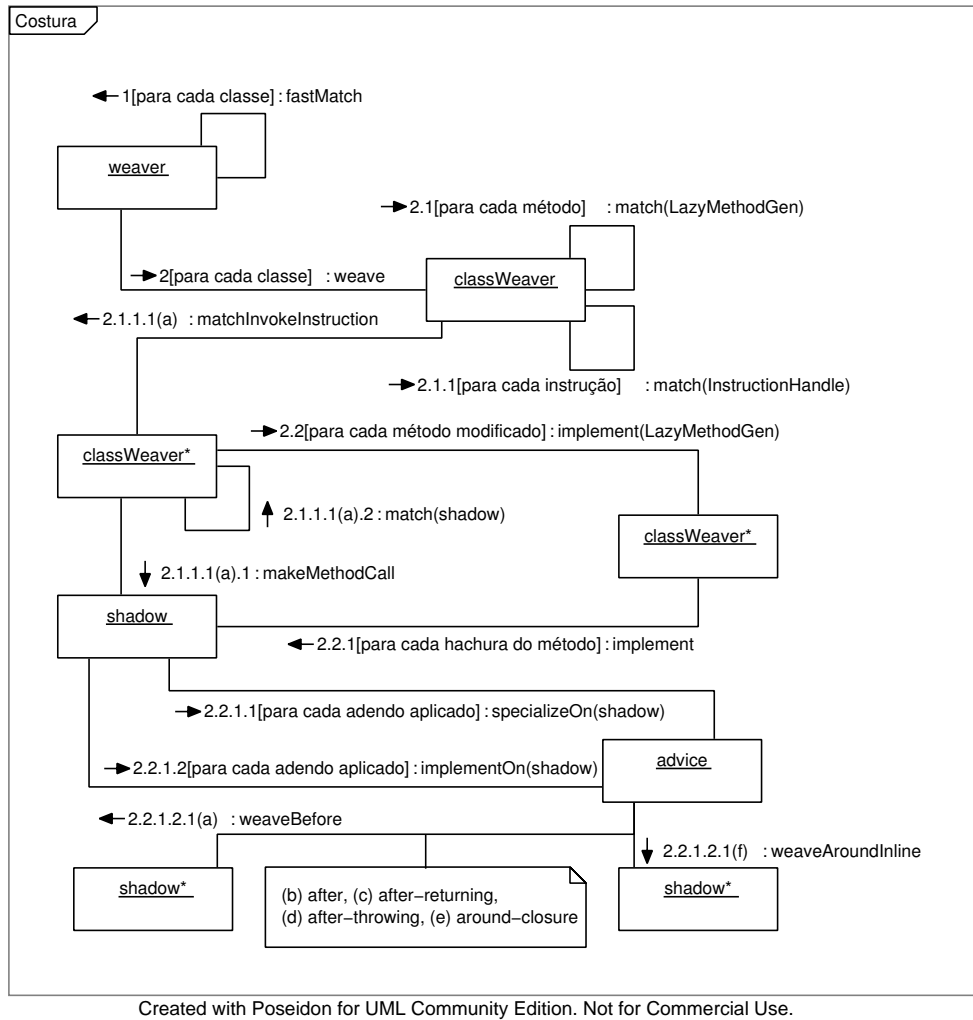 Costura
1[para cada classe] : fastMatch
weaver
2.1[para cada método] : match(LazyMethodGen)
2[para cada classe] : weave
classWeaver
2.1.1.1(a) : matchInvokeInstruction
2.1.1[para cada instrução] : match(InstructionHandle)
2.2[para cada método modificado] : implement(LazyMethodGen)
classWeaver*
2.1.1.1(a).2 : match(shadow)
classWeaver*
2.1.1.1(a).1 : makeMethodCall
shadow
2.2.1[para cada hachura do método] : implement
2.2.1.1[para cada adendo aplicado] : specializeOn(shadow)
advice
2.2.1.2[para cada adendo aplicado] : implementOn(shadow)
2.2.1.2.1(a) : weaveBefore
2.2.1.2.1(f) : weaveAroundInline
shadow*
(b) after, (c) after−returning,
(d) after−throwing, (e) around−closure
shadow*
Created with Poseidon for UML Community Edition. Not for Commercial Use.